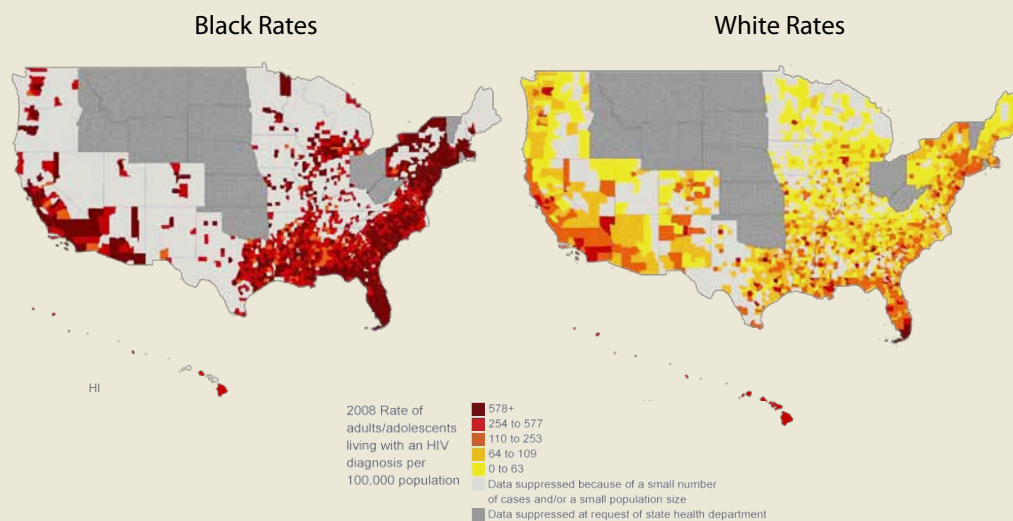 Black Rates
White Rates
HI
2008 Rate of
adults/adolescents
living with an HIV
diagnosis per
100,000 population
578+
254 to 577
110 to 253
64 to 109
0 to 63
Data suppressed because of a small number
of cases and/or a small population size
Data suppressed at request of state health department